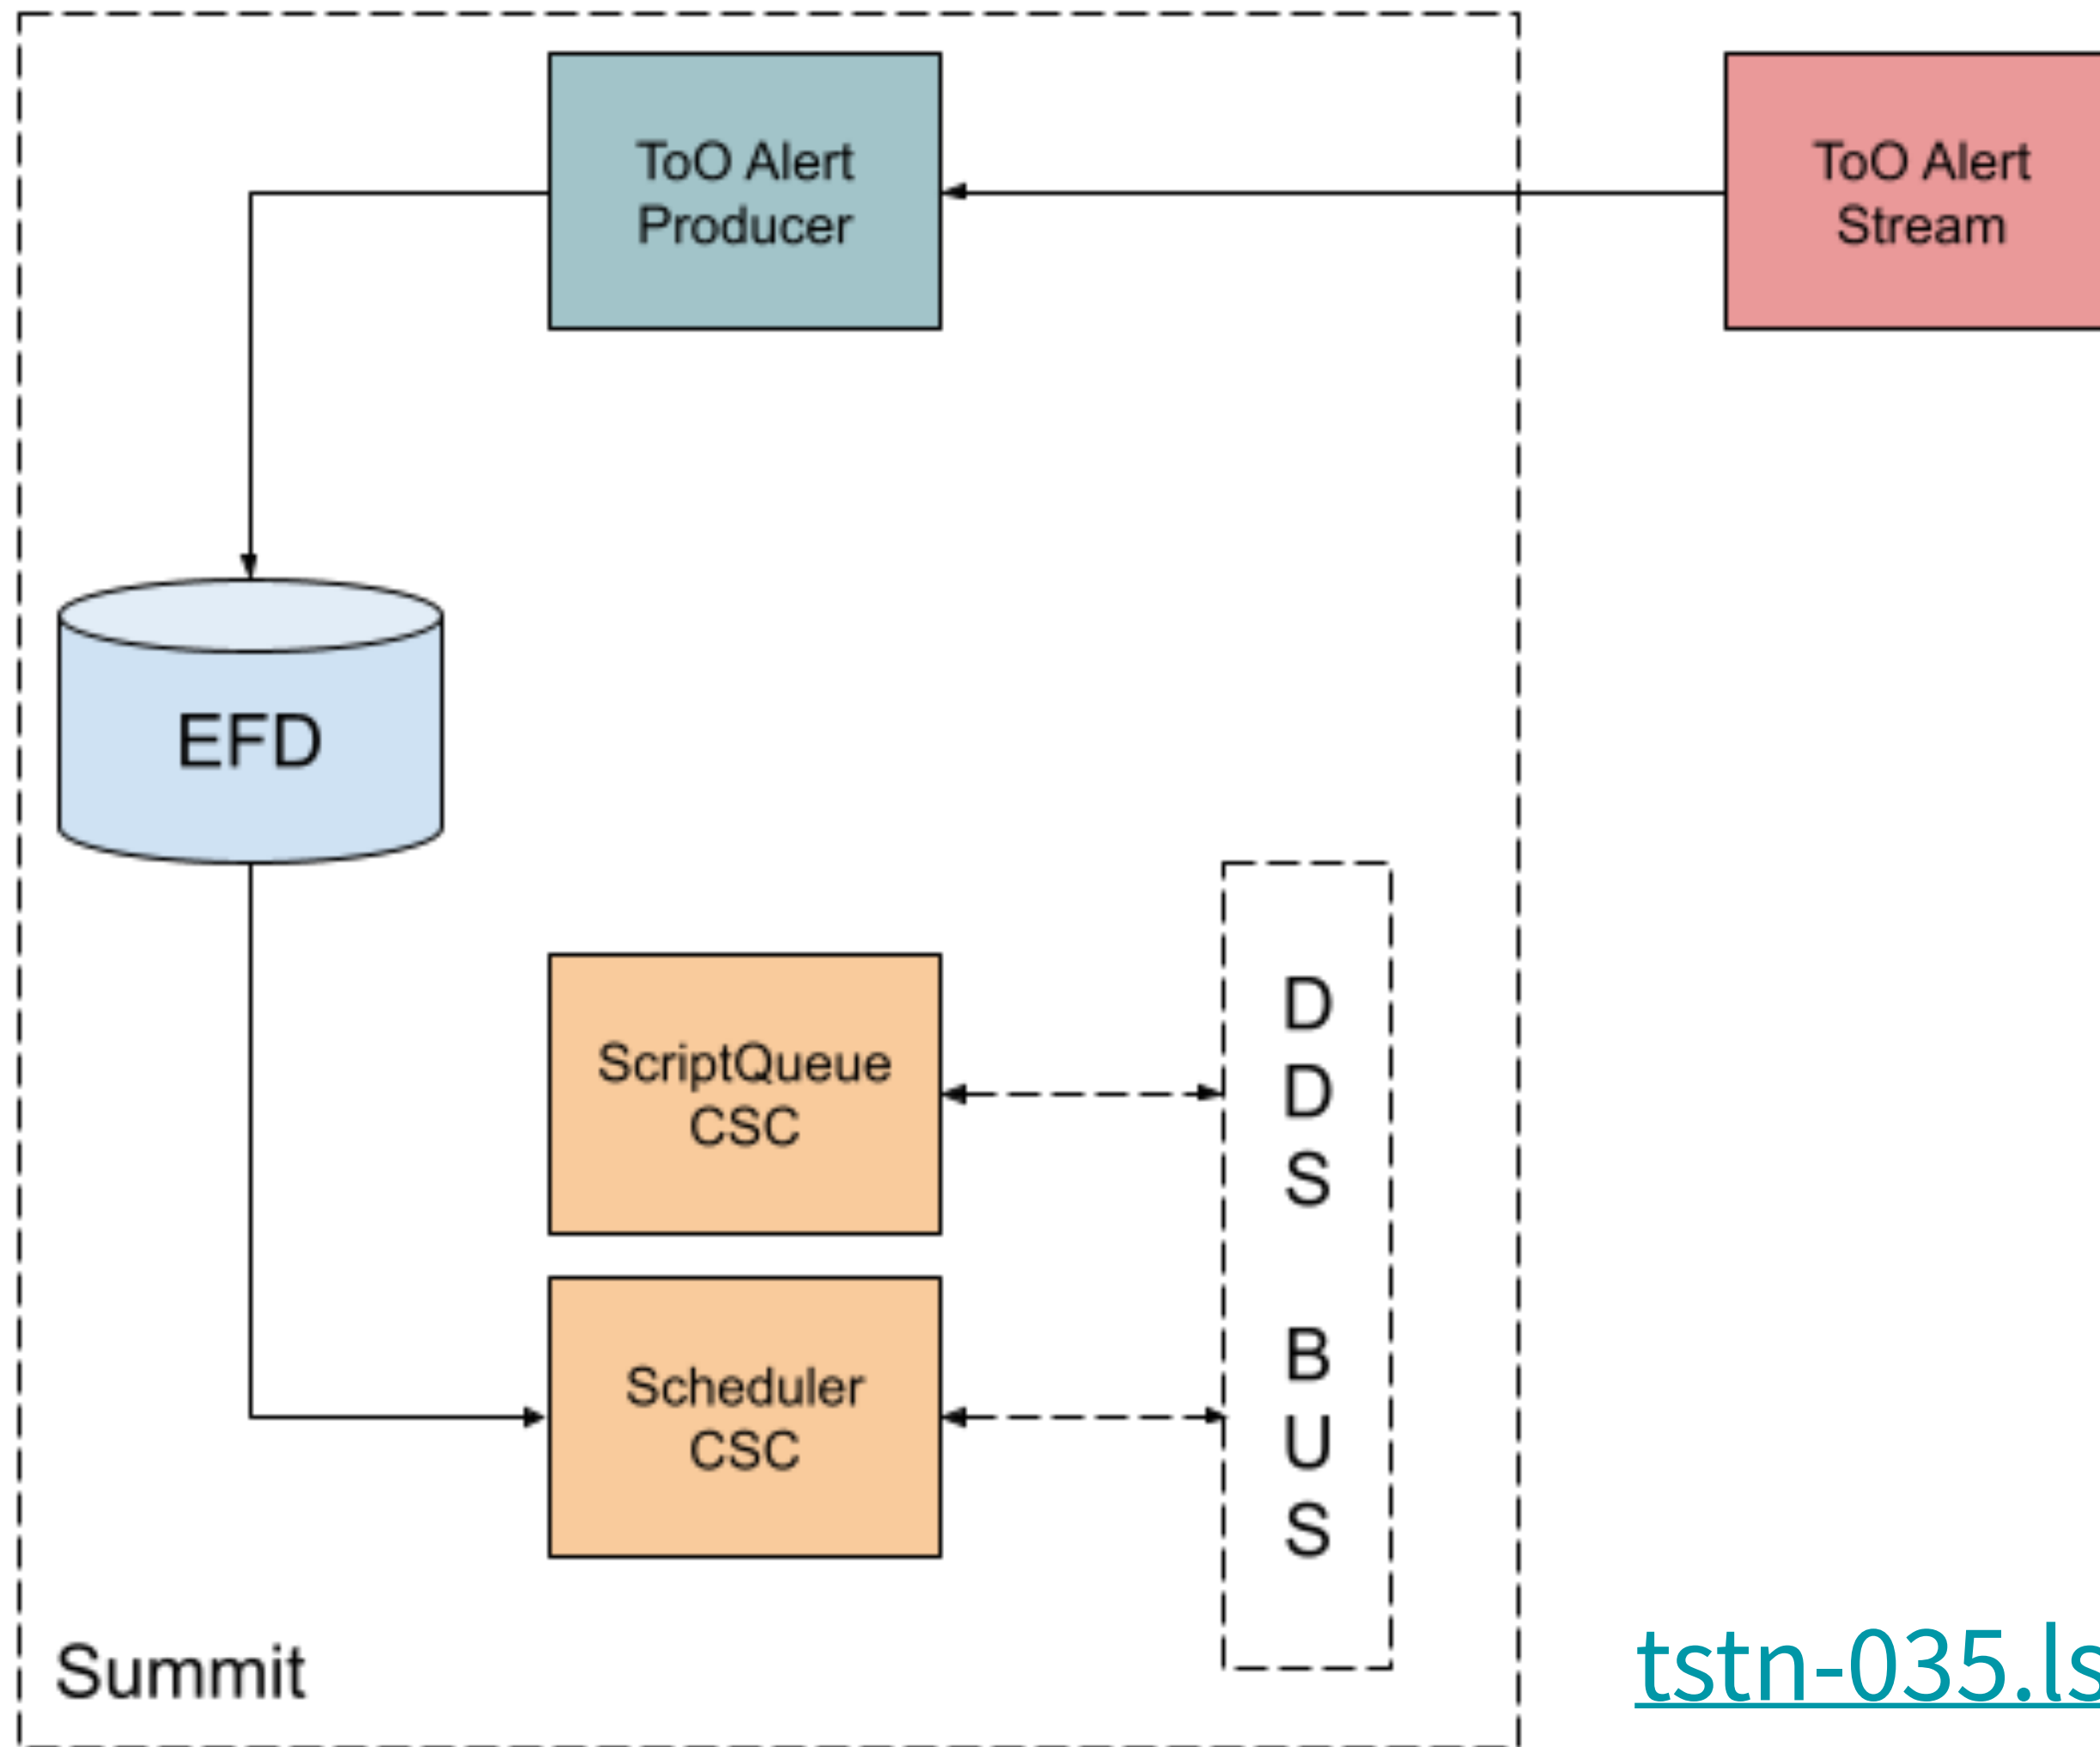 ToO Alert
Producer
ToO Alert
Stream
EFD
ScriptQueue
CSC
Scheduler
CSC
D
D
S
B
U
S
Summit
tstn-035.ls